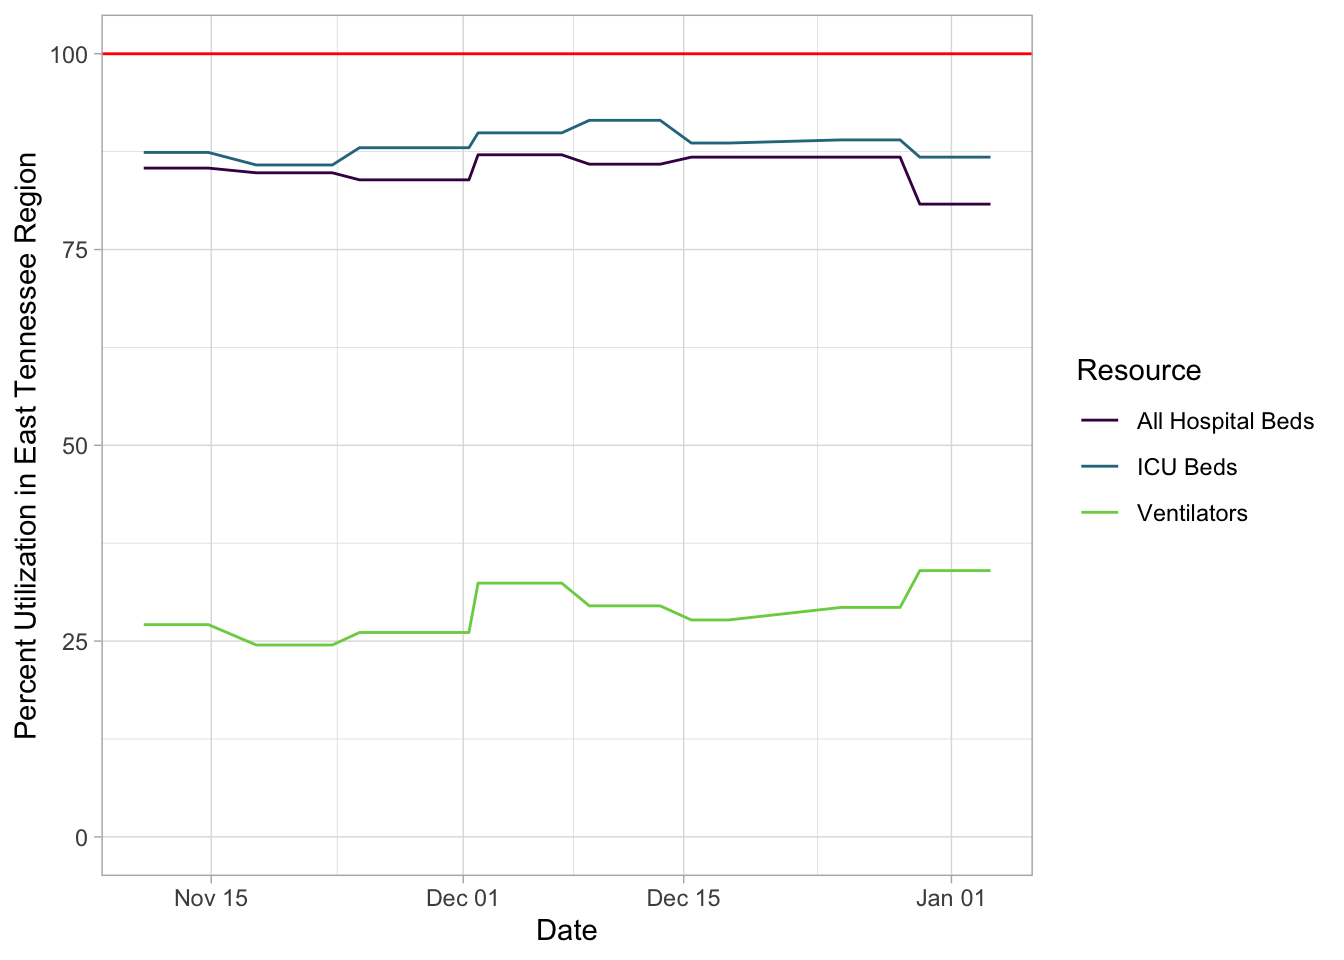 Percent Utilization in East Tennessee Region
100
75
50
25
0
Nov 15
Dec 01
Dec 15
Jan 01
Date
Resource
All Hospital Beds
ICU Beds
Ventilators